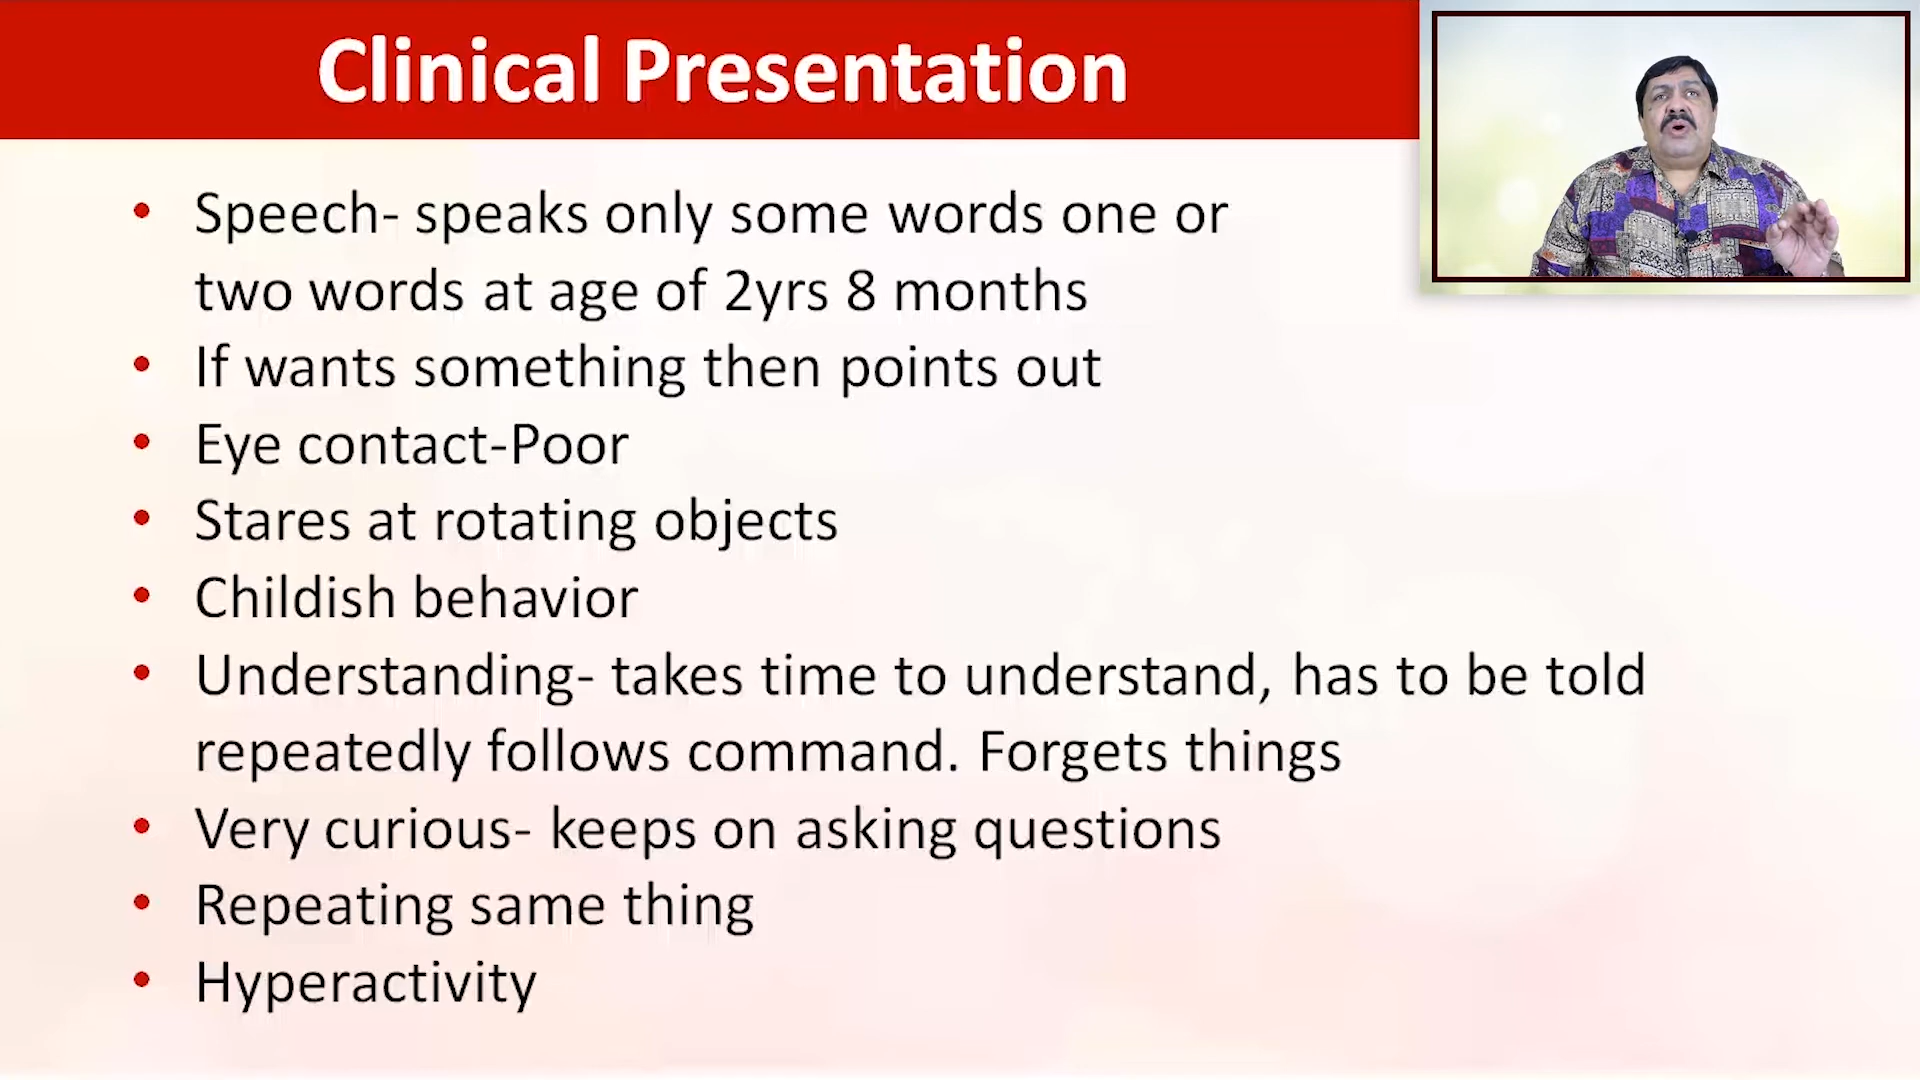 Clinical Presentation
• Speech- speaks only some words one or
two words at age of 2yrs 8 months
• If wants something then points out
• Eye contact-Poor
• Stares at rotating objects
• Childish behavior
• Understanding- takes time to understand, has to be told
repeatedly follows command. Forgets things
• Very curious- keeps on asking questions
• Repeating same thing
• Hyperactivity